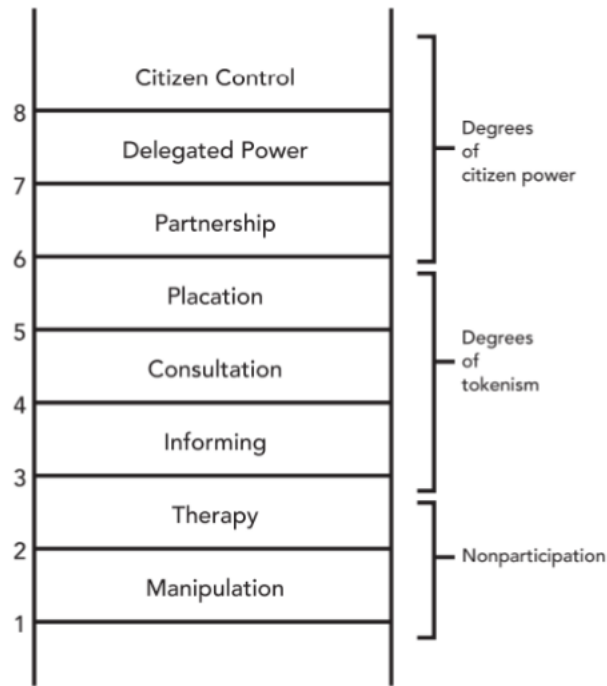 Citizen Control
8
Delegated Power
7
Partnership
6
Placation
5
Consultation
4
Informing
3
Therapy
2
Manipulation
1
Degrees
of
citizen power
Degrees
of
tokenism
Nonparticipation